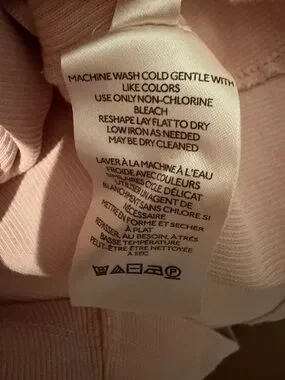 MACHINE WASH COLD GENTLE WITH
LIKE COLORS
USE ONLY NON-CHLORINE
BLEACH
RESHAPE LAY FLAT TO DRY
LOW IRON AS NEEDED
MAY BE DRY CLEANED
LAVER À LA MACHINE À L'EAU
FROIDE AVEC COULEURS
SIMILAIRES CYCLE DÉLICAT
UTILISER UN AGENT DE
BLANCHIMENT SANS CHLORE SI
NÉCESSAIRE
METTRE EN FORME ET SECHER
À PLAT
REPASSER, AU BESOIN, À TRÈS
BASSE TEMPÉRATURE
PEUT-ÊTRE ÊTRE NETTOYÉE
A SEC
P